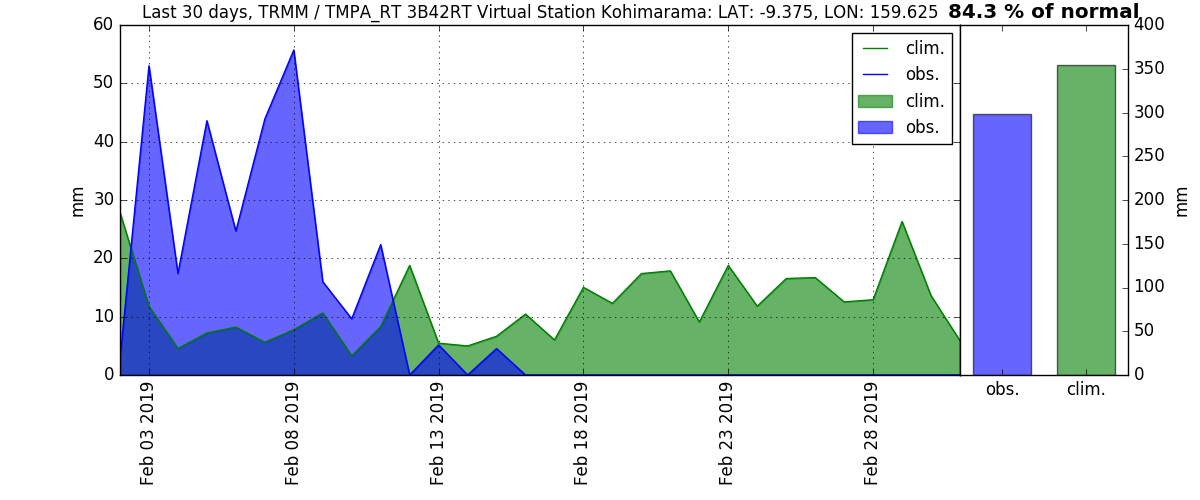 Last 30 days, TRMM / TMPA_RT 3B42RT Virtual Station Kohimarama: LAT: -9.375, LON: 159.625
84.3 % of normal
60
50
40
30
20
10
0
mm
clim.
obs.
clim.
obs.
Feb 03 2019
Feb 08 2019
Feb 13 2019
Feb 18 2019
Feb 23 2019
Feb 28 2019
400
350
300
250
200
150
100
50
0
mm
obs.
clim.